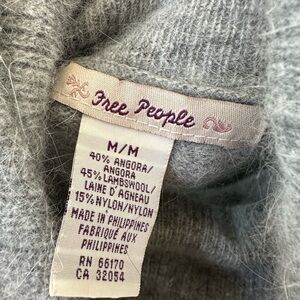 Free People
M/M
40% ANGORA/
ANGORA
45% LAMBSWOOL/
LAINE D'AGNEAU
15% NYLON/NYLON
MADE IN PHILIPPINES
FABRIQUÉ AUX
PHILIPPINES
RN 66170
CA 32054